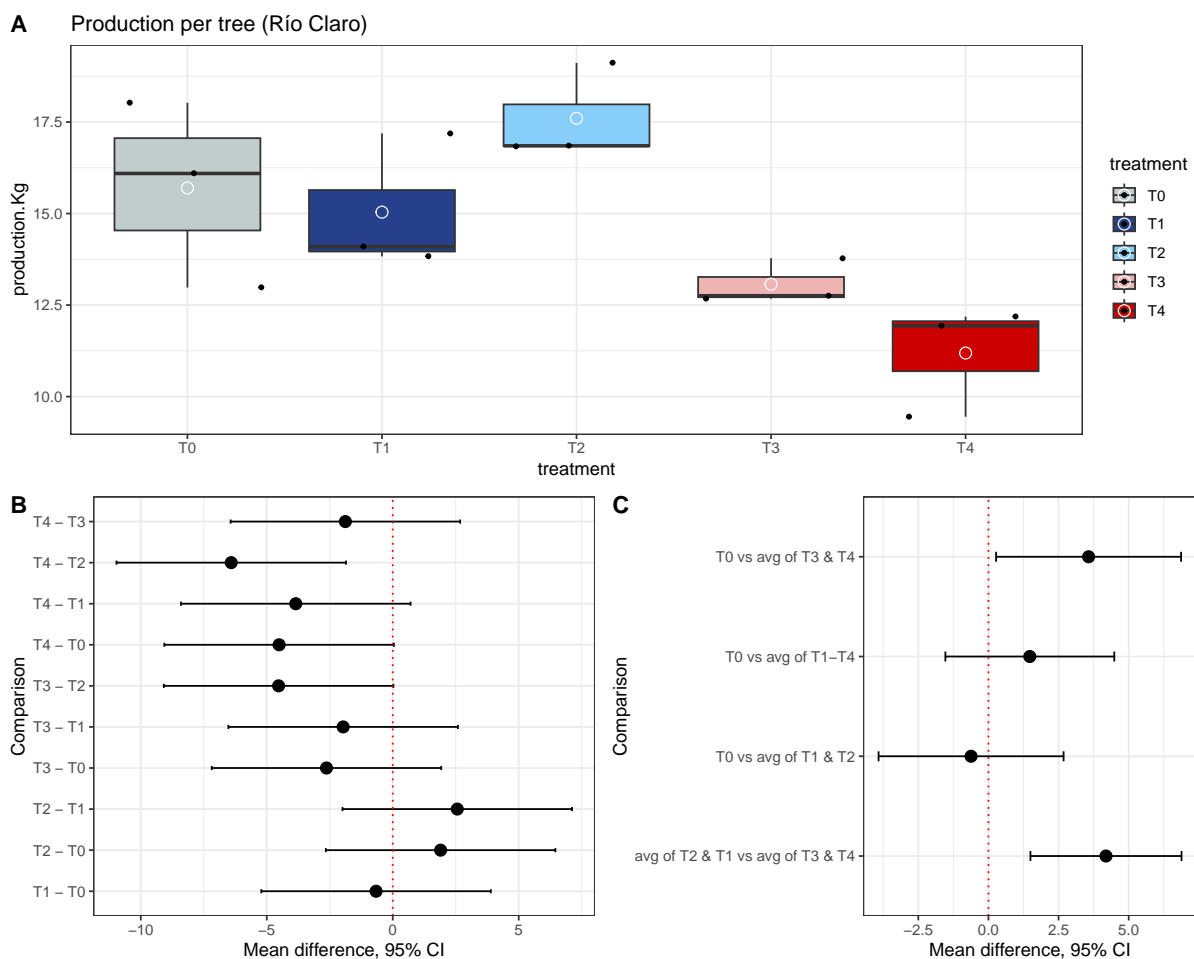 A
Production per tree (Río Claro)
production.Kg
17.5
15.0
12.5
10.0
T0
T1
T2
T3
T4
treatment
treatment
T0
T1
T2
T3
T4
B
Comparison
T4 − T3
T4 − T2
T4 − T1
T4 − T0
T3 − T2
T3 − T1
T3 − T0
T2 − T1
T2 − T0
T1 − T0
−10
−5
0
5
Mean difference, 95% CI
C
Comparison
T0 vs avg of T3 & T4
T0 vs avg of T1−T4
T0 vs avg of T1 & T2
avg of T2 & T1 vs avg of T3 & T4
−2.5
0.0
2.5
5.0
Mean difference, 95% CI